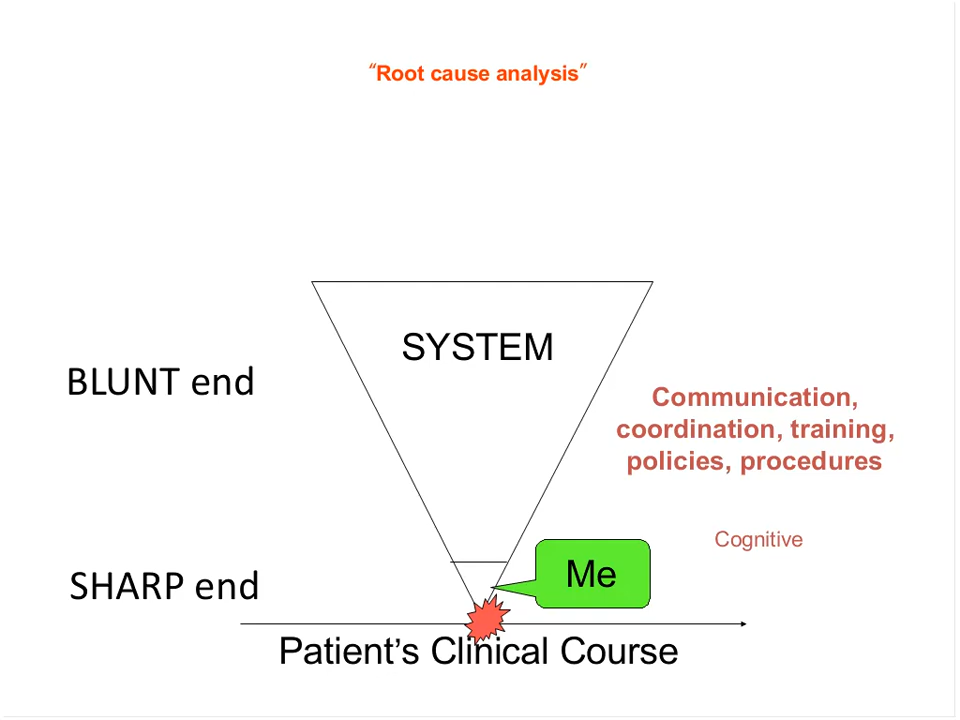 “Root cause analysis”
SYSTEM
BLUNT end
Communication,
coordination, training,
policies, procedures
Cognitive
Me
SHARP end
Patient’s Clinical Course